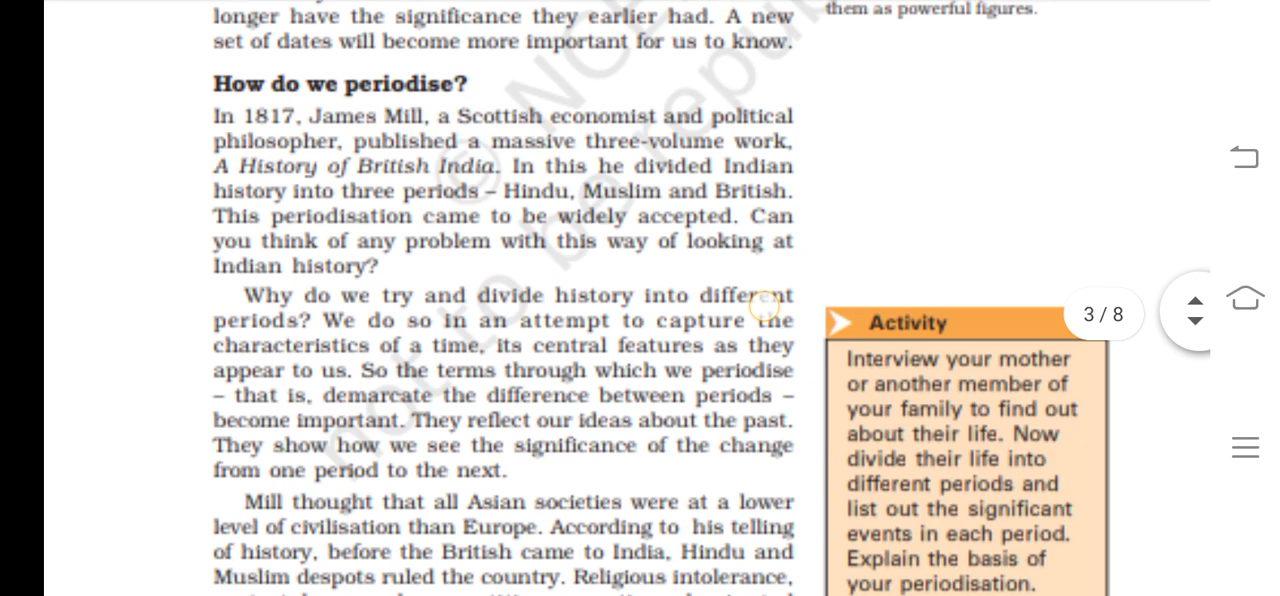 longer have the significance they earlier had. A new
set of dates will become more important for us to know.
them as powerful figures.
How do we periodise?
In 1817, James Mill, a Scottish economist and political
philosopher, published a massive three-volume work,
A History of British India. In this he divided Indian
history into three periods – Hindu, Muslim and British.
This periodisation came to be widely accepted. Can
you think of any problem with this way of looking at
Indian history?
Why do we try and divide history into different
periods? We do so in an attempt to capture the
characteristics of a time, its central features as they
appear to us. So the terms through which we periodise
– that is, demarcate the difference between periods –
become important. They reflect our ideas about the past.
They show how we see the significance of the change
from one period to the next.
Mill thought that all Asian societies were at a lower
level of civilisation than Europe. According to his telling
of history, before the British came to India, Hindu and
Muslim despots ruled the country. Religious intolerance,
Activity
Interview your mother
or another member of
your family to find out
about their life. Now
divide their life into
different periods and
list out the significant
events in each period.
Explain the basis of
your periodisation.
3 / 8
not to be republ